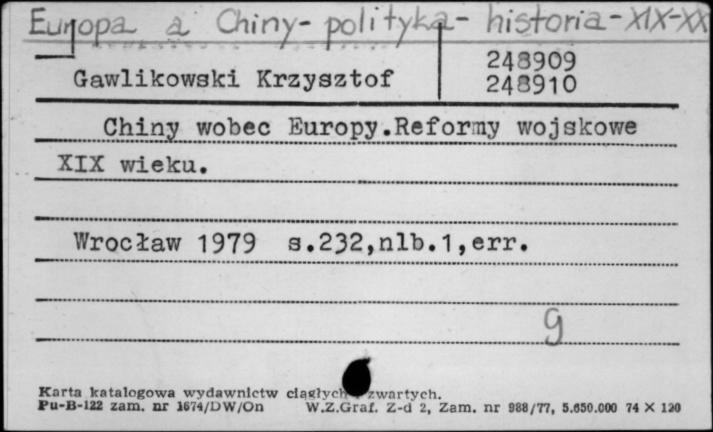 Europa a Chiny - polityka - historia - XIX-XX
Gawlikowski Krzysztof
248909
248910
Chiny wobec Europy.Reformy wojskowe
XIX wieku.
Wrocław 1979 s.232,nlb.1,err.
g
Karta katalogowa wydawnictw ciągłych zwartych.
Pu-B-122 zam. nr 1674/DW/On W.Z.Graf. Z-d 2, Zam. nr 988/77, 5.650.000 74 X 120